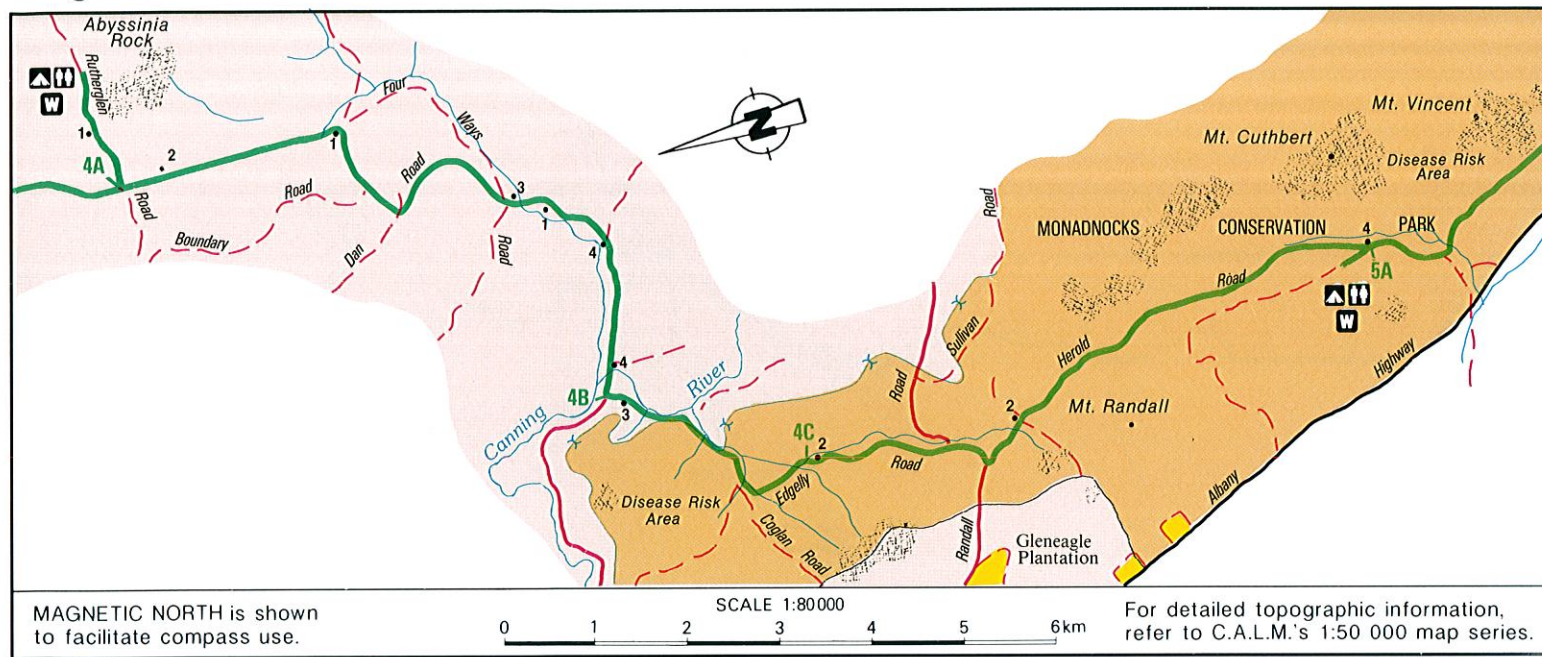 Abyssinia
Rock
Rutherglen
W
1
4A
2
Road
Boundary
Road
1
Four
Ways
Road
Dan
3
1
Road
4
N
4
4B
3
River
Canning
Disease Risk
Area
Coglan
Road
Edgelly
4C
2
Road
Road
Sullivan
Road
2
Randall
Gleneagle
Plantation
Mt. Randall
Herold
Road
MONADNOCKS CONSERVATION PARK
Mt. Cuthbert
Mt. Vincent
Disease Risk
Area
4
5A
W
Albany
Highway
MAGNETIC NORTH is shown
to facilitate compass use.
SCALE 1:80000
0 1 2 3 4 5 6km
For detailed topographic information,
refer to C.A.L.M.'s 1:50 000 map series.